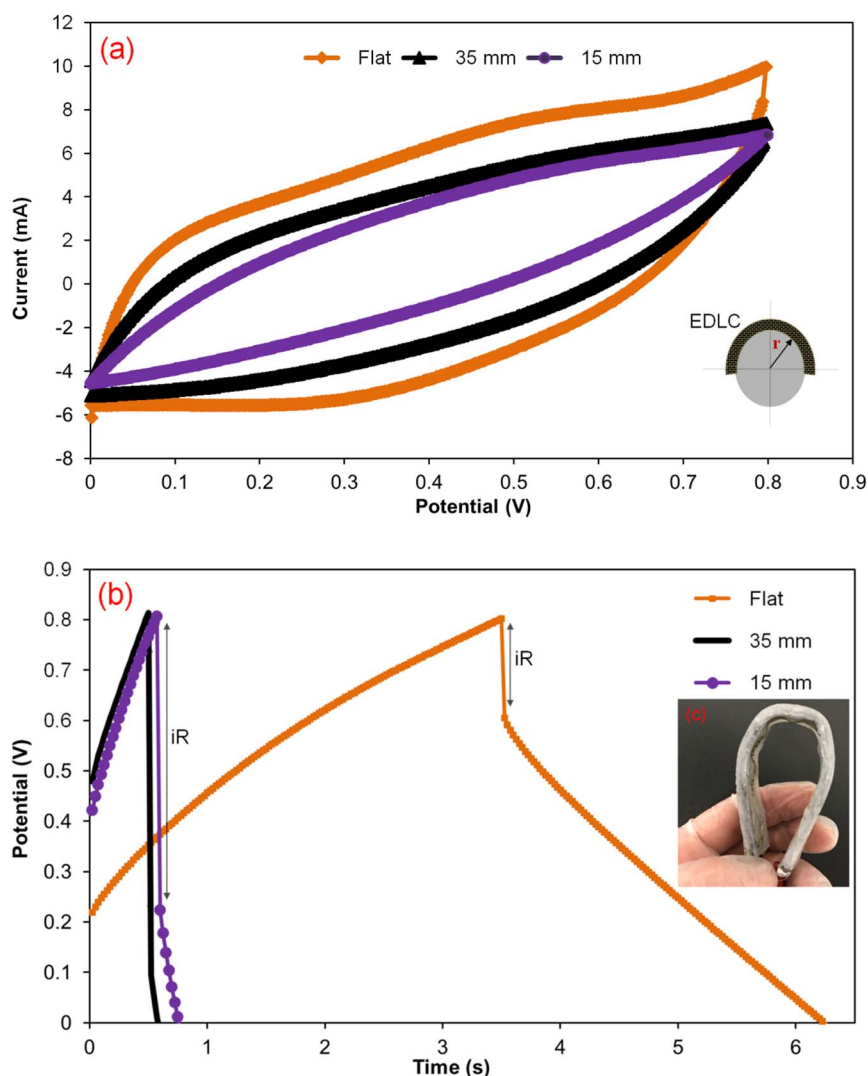 (a)
Flat 35 mm 15 mm
12
10
8
6
4
2
0
-2
-4
-6
-8
Current (mA)
EDLC
r
0 0.1 0.2 0.3 0.4 0.5 0.6 0.7 0.8 0.9
Potential (V)
(b)
0.9
0.8
0.7
0.6
0.5
0.4
0.3
0.2
0.1
0
Potential (V)
iR
iR
Flat
35 mm
15 mm
(c)
0 1 2 3 4 5 6
Time (s)